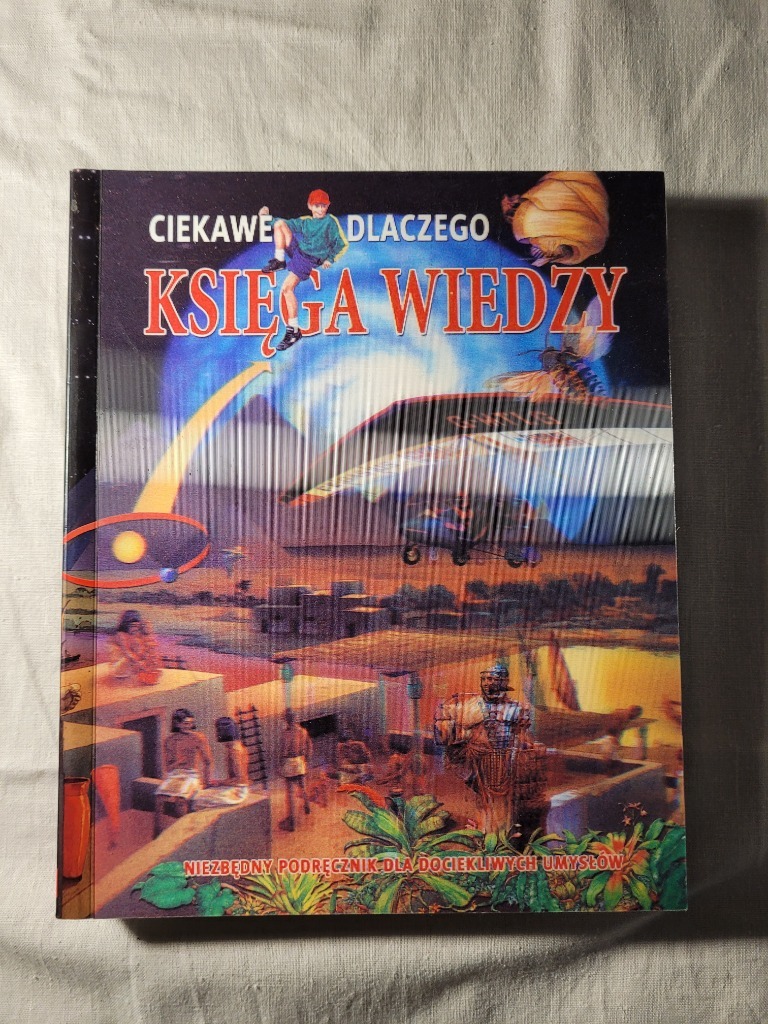 CIEKAWE DLACZEGO
KSIĘGA WIEDZY
NIEZBĘDNY PODRĘCZNIK DLA DOCIEKLIWYCH UMYSŁÓW